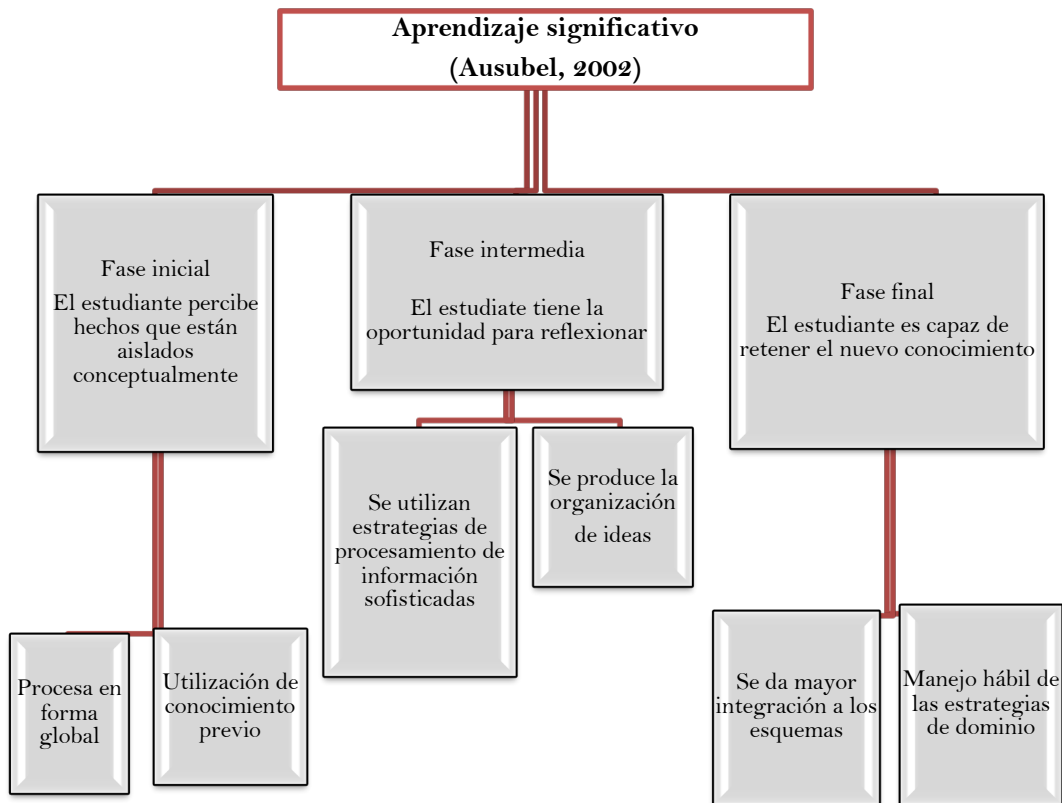 Aprendizaje significativo
(Ausubel, 2002)
Fase inicial
El estudiante percibe
hechos que están
aislados
conceptualmente
Procesa en
forma
global
Utilización de
conocimiento
previo
Fase intermedia
El estudiate tiene la
oportunidad para reflexionar
Se utilizan
estrategias de
procesamiento de
información
sofisticadas
Se produce la
organización
de ideas
Fase final
El estudiante es capaz de
retener el nuevo conocimiento
Se da mayor
integración a los
esquemas
Manejo hábil de
las estrategias
de dominio